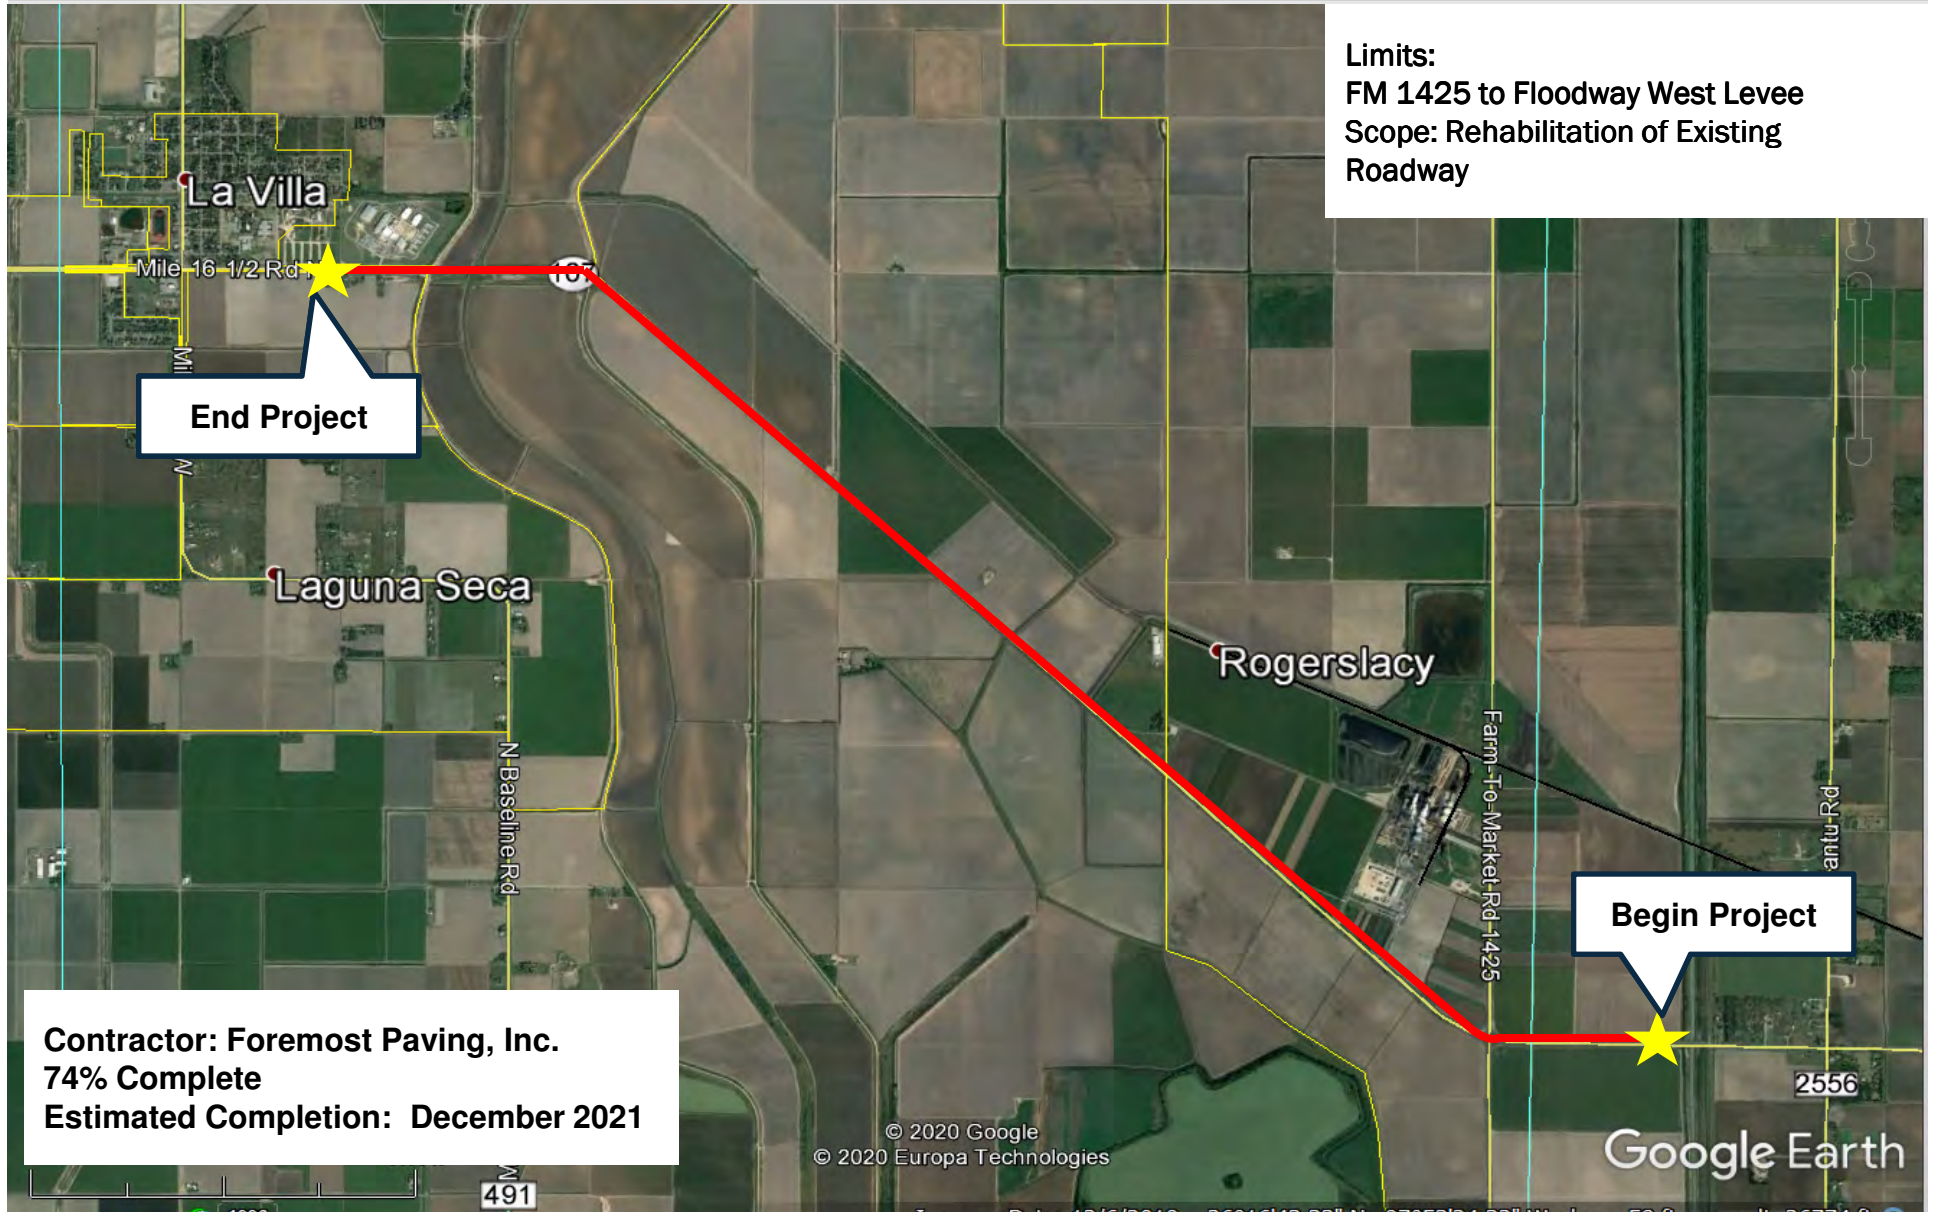 Limits:
FM 1425 to Floodway West Levee
Scope: Rehabilitation of Existing
Roadway
La Villa
Mile 16 1/2 Rd N
107
End Project
Laguna Seca
N Baseline Rd
Rogerslacy
Farm-To-Market Rd 1425
Begin Project
2556
Contractor: Foremost Paving, Inc.
74% Complete
Estimated Completion: December 2021
491
© 2020 Google
© 2020 Europa Technologies
Google Earth